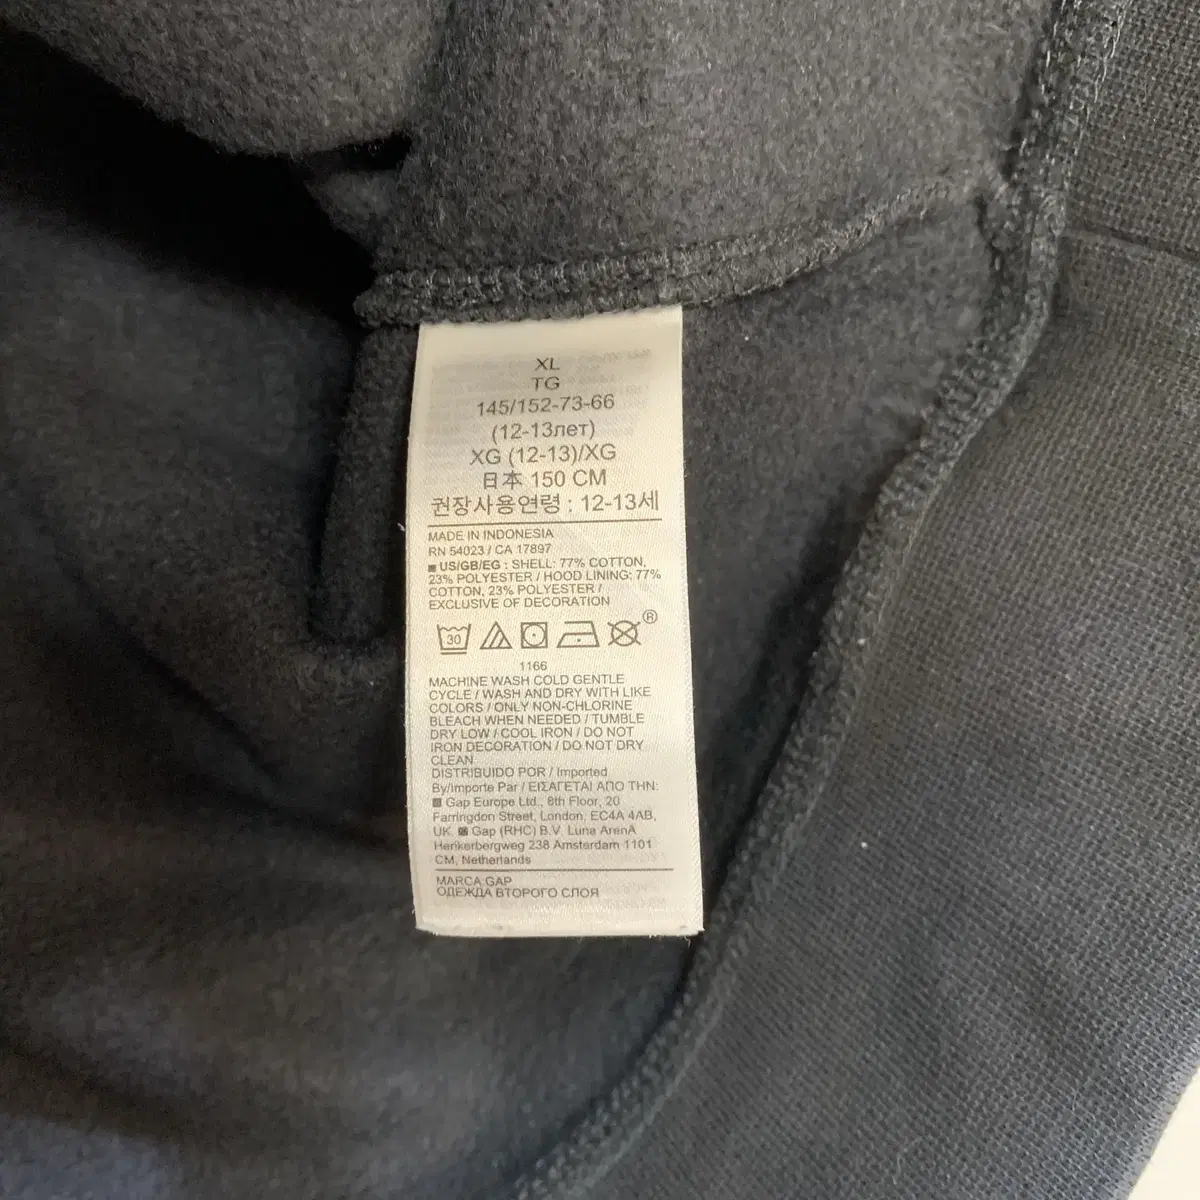 XL
TG
145/152-73-66
(12-13лет)
XG (12-13)/XG
日本 150 CM
권장사용연령 : 12-13세
MADE IN INDONESIA
RN 54023 / CA 17897
US/GB/EG : SHELL: 77% COTTON,
23% POLYESTER / HOOD LINING: 77%
COTTON, 23% POLYESTER /
EXCLUSIVE OF DECORATION
30 ®
1166
MACHINE WASH COLD GENTLE
CYCLE / WASH AND DRY WITH LIKE
COLORS / ONLY NON-CHLORINE
BLEACH WHEN NEEDED / TUMBLE
DRY LOW / COOL IRON / DO NOT
IRON DECORATION / DO NOT DRY
CLEAN
DISTRIBUIDO POR / Imported
By/Importe Par / ΕΙΣΑΓΕΤΑΙ ΑΠΟ ΤΗΝ:
Gap Europe Ltd., 8th Floor, 20
Farringdon Street, London, EC4A 4AB,
UK. Gap (RHC) B.V. Luna ArenA
Herikerbergweg 238 Amsterdam 1101
CM, Netherlands
MARCA GAP
ОДЕЖДА ВТОРОГО СЛОЯ